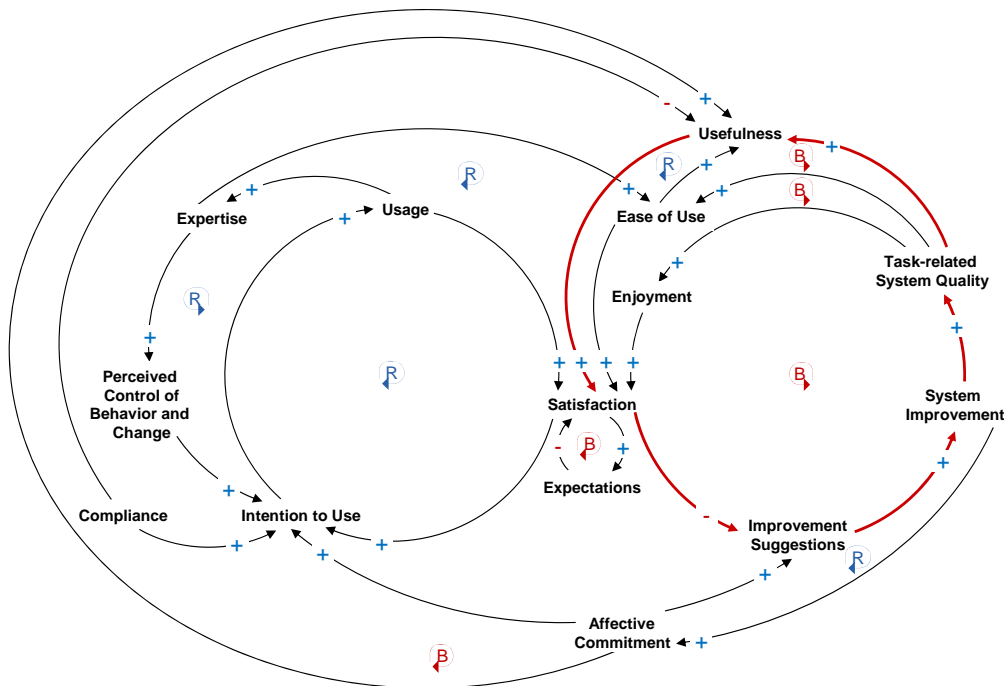 +
-
Usefulness
+
B
R
R
+
B
+
+
Usage
Ease of Use
Expertise
+
+
Task-related
System Quality
Enjoyment
R
+
+
+
Perceived
Control of
Behavior and
Change
R
+
+
+
+
B
System
Improvement
Satisfaction
B
-
+
+
Expectations
+
Compliance
Intention to Use
-
Improvement
Suggestions
+
+
+
R
+
Affective
Commitment
+
B